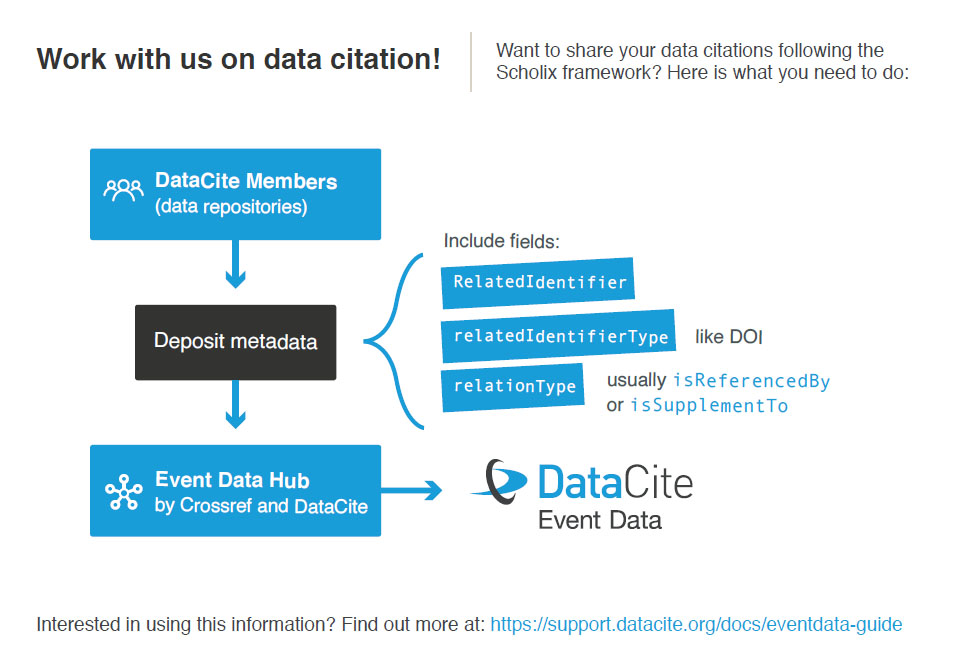 Work with us on data citation!
Want to share your data citations following the
Scholix framework? Here is what you need to do:
DataCite Members
(data repositories)
Include fields:
RelatedIdentifier
Deposit metadata
relatedIdentifierType like DOI
relationType usually isReferencedBy
or isSupplementTo
Event Data Hub
by Crossref and DataCite
DataCite
Event Data
Interested in using this information? Find out more at: https://support.datacite.org/docs/eventdata-guide